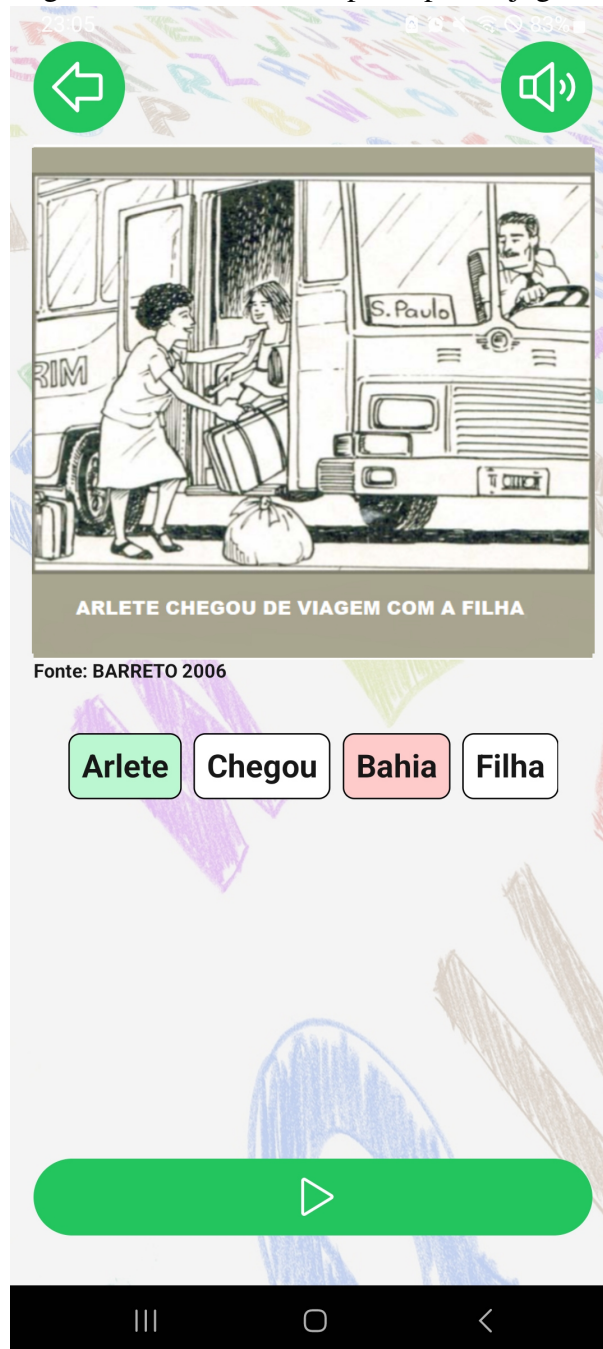 23:05 83%
S. Paulo
RIM
ARLETE CHEGOU DE VIAGEM COM A FILHA
Fonte: BARRETO 2006
Arlete Chegou Bahia Filha